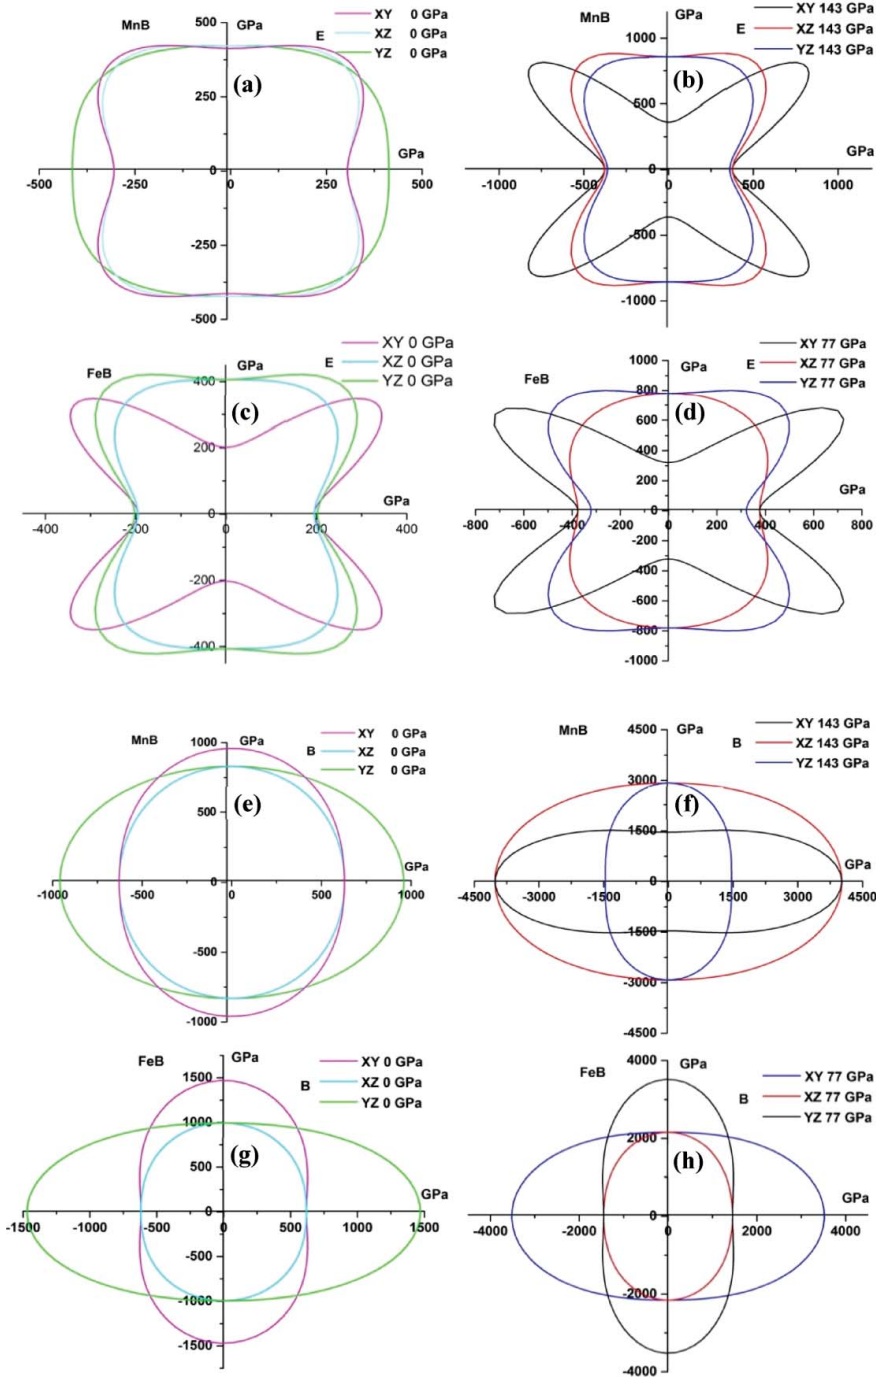 MnB
500
GPa
E
XY 0 GPa
XZ 0 GPa
YZ 0 GPa
(a)
250
GPa
-500
-250
0
0
250
500
-250
-500
MnB
GPa
1000
E
XY 143 GPa
XZ 143 GPa
YZ 143 GPa
(b)
500
GPa
-1000
-500
0
0
500
1000
-500
-1000
FeB
GPa
400
E
XY 0 GPa
XZ 0 GPa
YZ 0 GPa
(c)
200
GPa
-400
-200
0
0
200
400
-200
-400
FeB
1000
GPa
E
XY 77 GPa
XZ 77 GPa
YZ 77 GPa
800
(d)
600
400
200
GPa
0
-800
-600
-400
-200
0
200
400
600
800
-200
-400
-600
-800
-1000
MnB
1000
GPa
B
XY 0 GPa
XZ 0 GPa
YZ 0 GPa
(e)
500
GPa
-1000
-500
0
0
500
1000
-500
-1000
MnB
4500
GPa
B
XY 143 GPa
XZ 143 GPa
YZ 143 GPa
3000
(f)
1500
GPa
0
-4500
-3000
-1500
0
1500
3000
4500
-1500
-3000
-4500
FeB
GPa
1500
B
XY 0 GPa
XZ 0 GPa
YZ 0 GPa
1000
(g)
500
GPa
0
-1500
-1000
-500
0
500
1000
1500
-500
-1000
-1500
FeB
4000
GPa
B
XY 77 GPa
XZ 77 GPa
YZ 77 GPa
2000
(h)
GPa
0
-4000
-2000
0
2000
4000
-2000
-4000